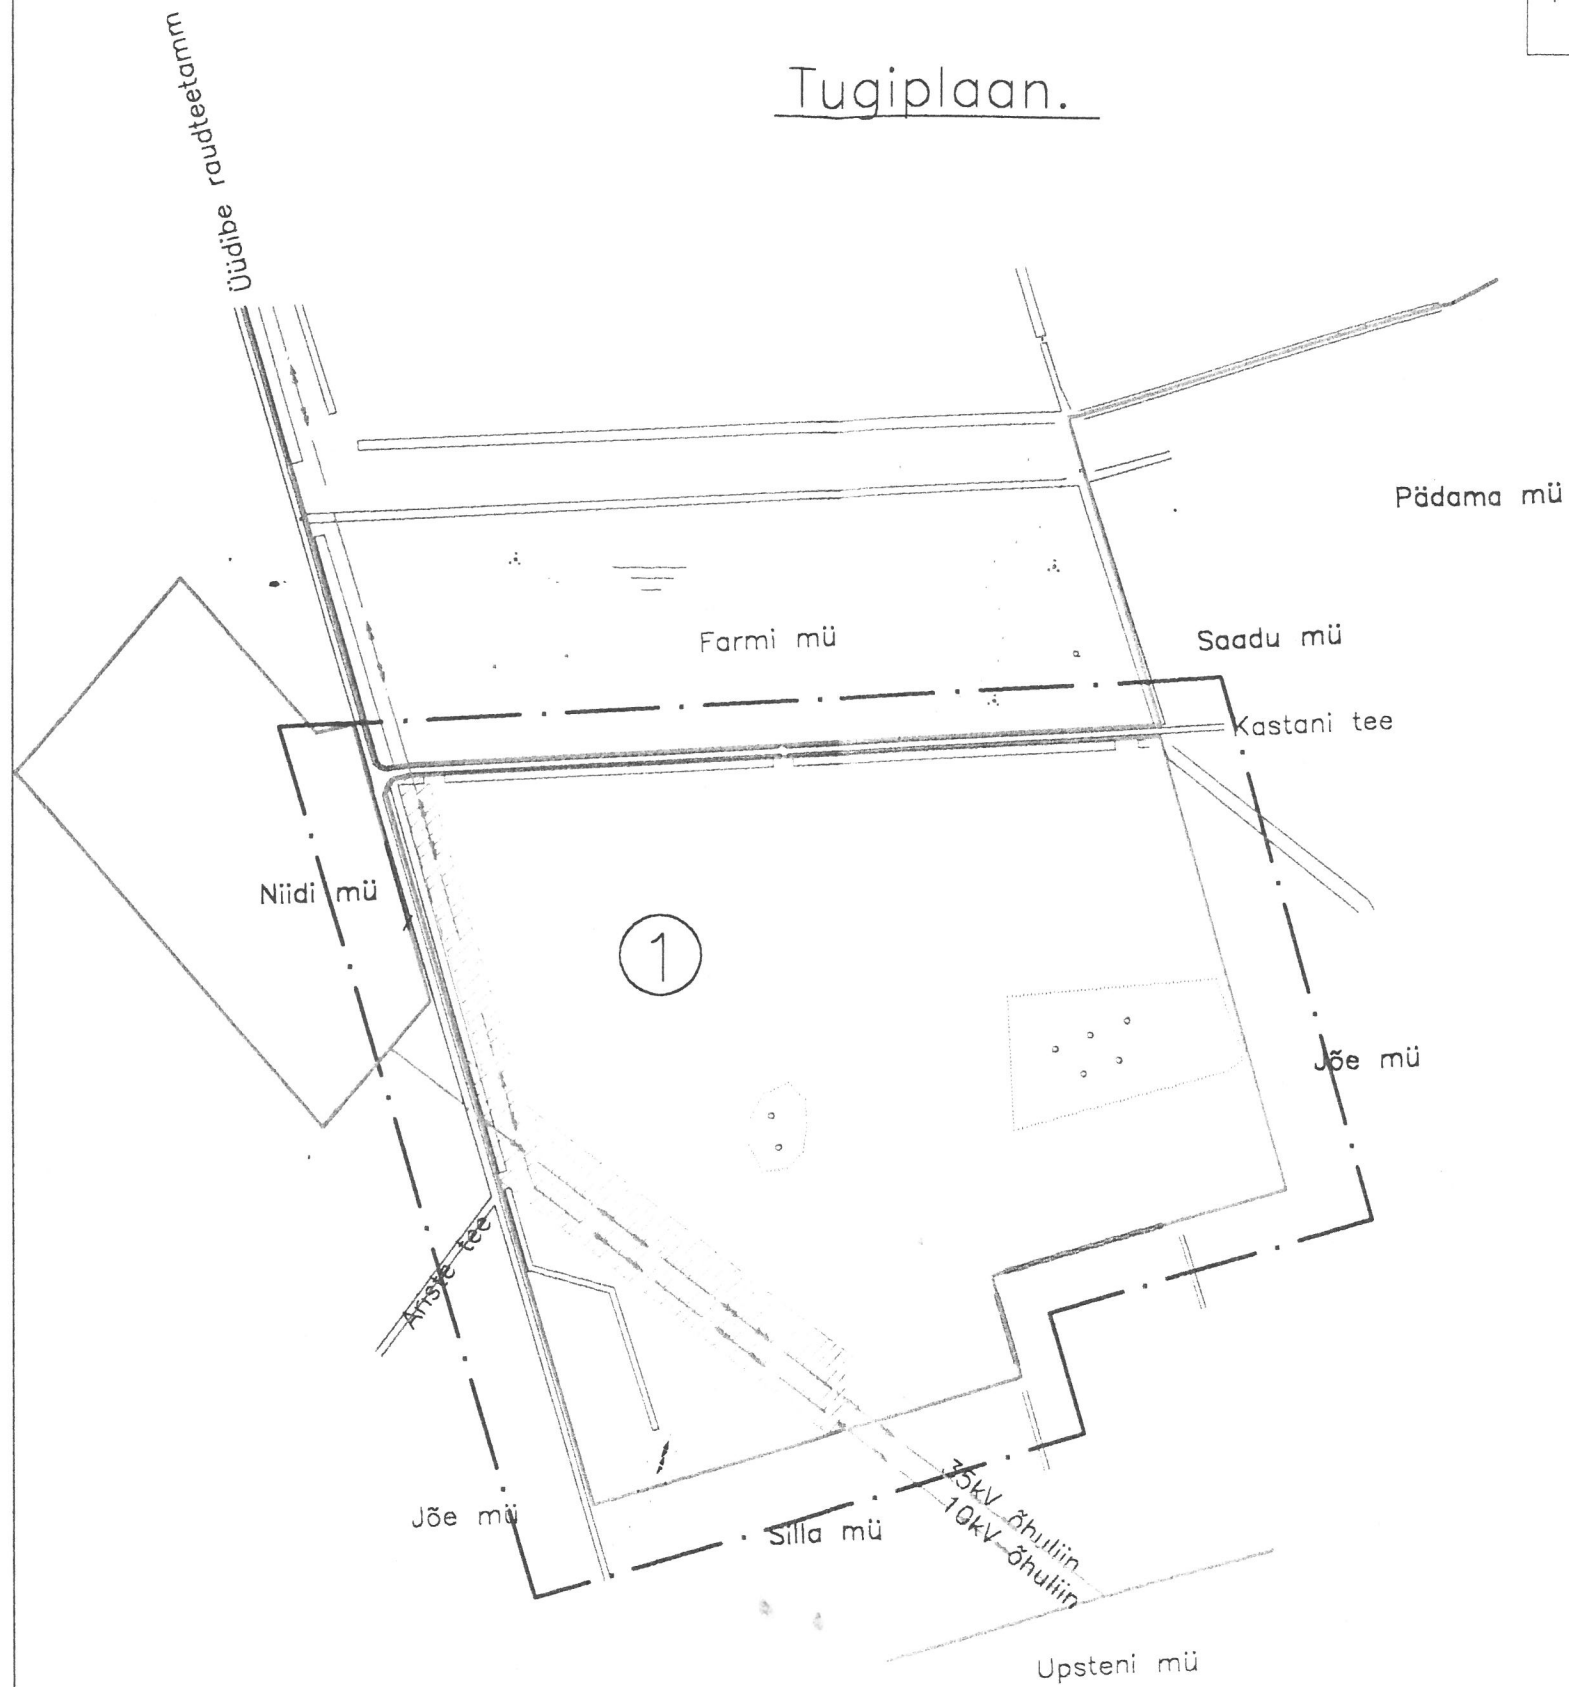 Tugiplaan.
Üüdibe raudteetamm
Pädama mü
Farmi mü
Saadu mü
Kastani tee
Niidi mü
1
Jõe mü
Ariste tee
35kV õhuliin
10kV õhuliin
Jõe mü
Silla mü
Upsteni mü